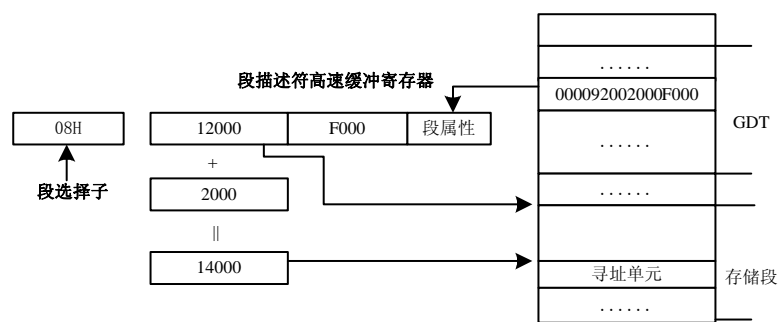 ......
段描述符高速缓冲寄存器
000092002000F000
08H
12000
F000
段属性
GDT
......
+
段选择子
2000
......
||
14000
寻址单元
存储段
......